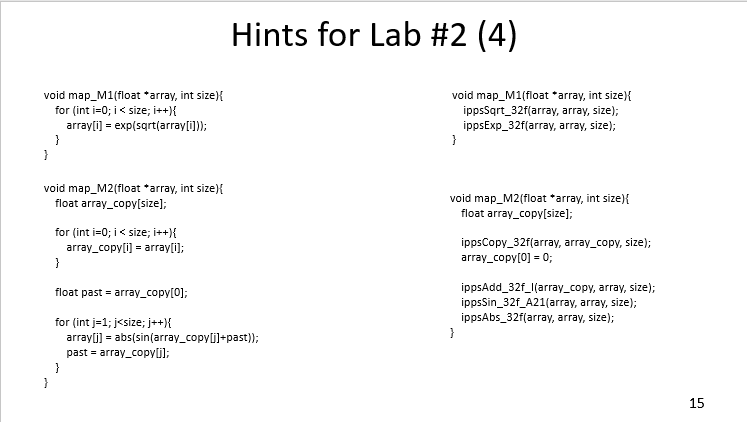 Hints for Lab #2 (4)
void map_M1(float *array, int size){
for (int i=0; i < size; i++){
array[i] = exp(sqrt(array[i]));
}
}
void map_M2(float *array, int size){
float array_copy[size];
for (int i=0; i < size; i++){
array_copy[i] = array[i];
}
float past = array_copy[0];
for (int j=1; j<size; j++){
array[j] = abs(sin(array_copy[j]+past));
past = array_copy[j];
}
}
void map_M1(float *array, int size){
ippsSqrt_32f(array, array, size);
ippsExp_32f(array, array, size);
}
void map_M2(float *array, int size){
float array_copy[size];
ippsCopy_32f(array, array_copy, size);
array_copy[0] = 0;
ippsAdd_32f_I(array_copy, array, size);
ippsSin_32f_A21(array, array, size);
ippsAbs_32f(array, array, size);
}
15